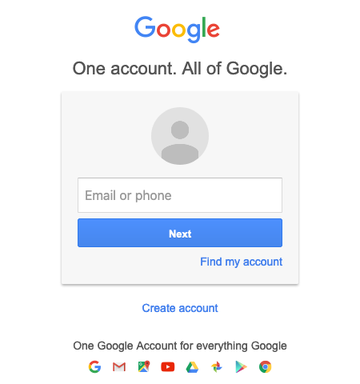 Google
One account. All of Google.
Email or phone
Next
Find my account
Create account
One Google Account for everything Google